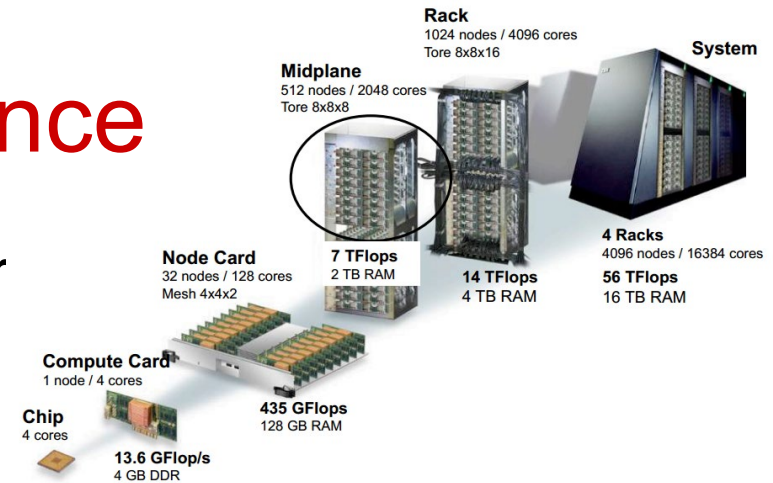 nce
r
Chip
4 cores
13.6 GFlop/s
4 GB DDR
Compute Card
1 node / 4 cores
Node Card
32 nodes / 128 cores
Mesh 4x4x2
435 GFlops
128 GB RAM
Midplane
512 nodes / 2048 cores
Tore 8x8x8
7 TFlops
2 TB RAM
Rack
1024 nodes / 4096 cores
Tore 8x8x16
14 TFlops
4 TB RAM
System
4 Racks
4096 nodes / 16384 cores
56 TFlops
16 TB RAM